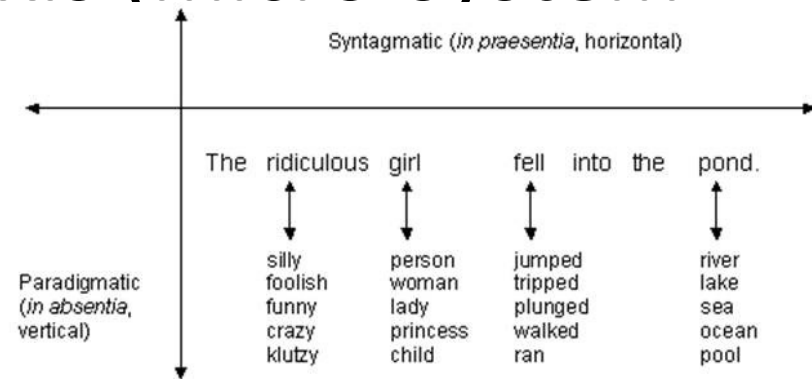 Syntagmatic (in praesentia, horizontal)
The ridiculous girl fell into the pond.
silly person jumped river
foolish woman tripped lake
funny lady plunged sea
crazy princess walked ocean
klutzy child ran pool
Paradigmatic
(in absentia,
vertical)